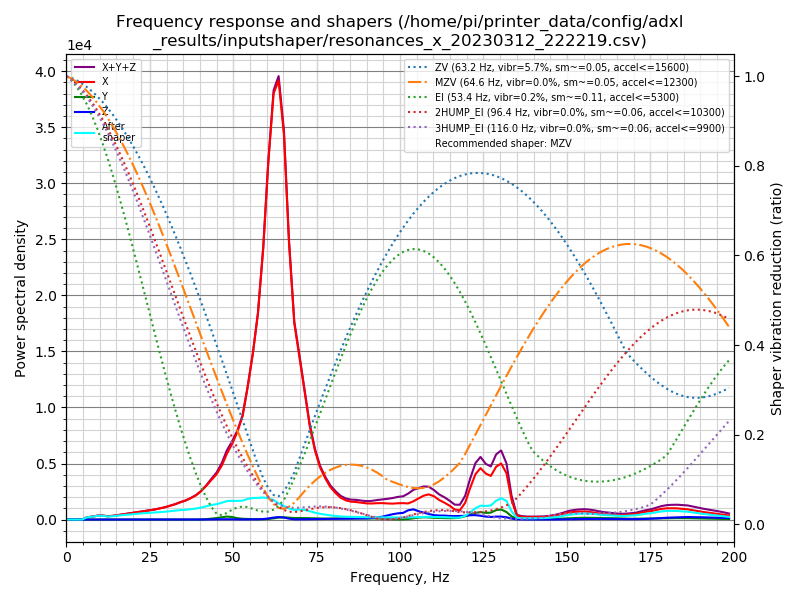 Frequency response and shapers (/home/pi/printer_data/config/adxl
_results/inputshaper/resonances_x_20230312_222219.csv)
1e4
X+Y+Z
X
Y
Z
After
shaper
ZV (63.2 Hz, vibr=5.7%, sm~=0.05, accel<=15600)
MZV (64.6 Hz, vibr=0.0%, sm~=0.05, accel<=12300)
EI (53.4 Hz, vibr=0.2%, sm~=0.11, accel<=5300)
2HUMP_EI (96.4 Hz, vibr=0.0%, sm~=0.06, accel<=10300)
3HUMP_EI (116.0 Hz, vibr=0.0%, sm~=0.06, accel<=9900)
Recommended shaper: MZV
Power spectral density
4.0
3.5
3.0
2.5
2.0
1.5
1.0
0.5
0.0
1.0
0.8
0.6
0.4
0.2
0.0
Shaper vibration reduction (ratio)
0 25 50 75 100 125 150 175 200
Frequency, Hz